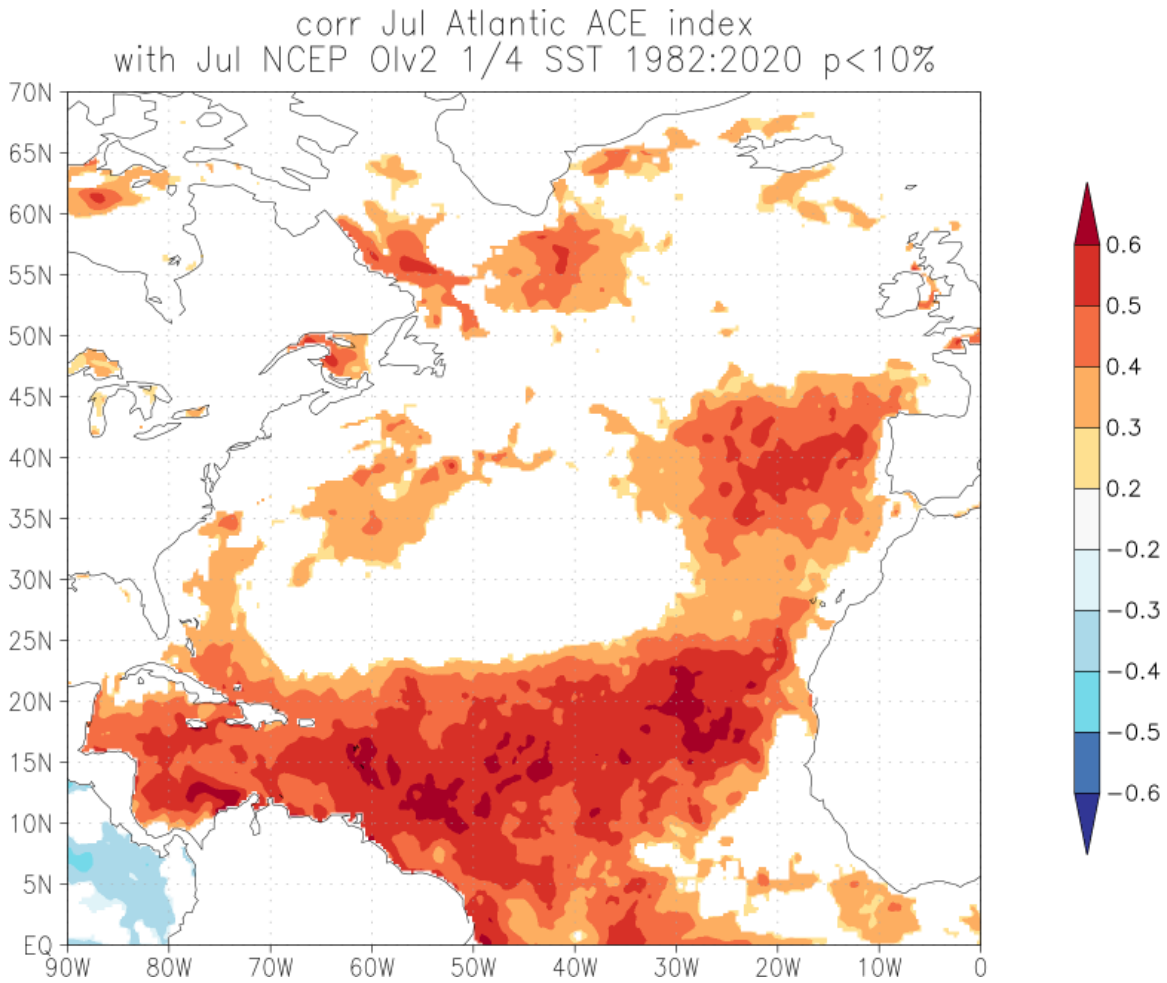 corr Jul Atlantic ACE index
with Jul NCEP OIv2 1/4 SST 1982:2020 p<10%
70N
65N
60N
55N
50N
45N
40N
35N
30N
25N
20N
15N
10N
5N
EQ
90W 80W 70W 60W 50W 40W 30W 20W 10W 0
0.6
0.5
0.4
0.3
0.2
−0.2
−0.3
−0.4
−0.5
−0.6